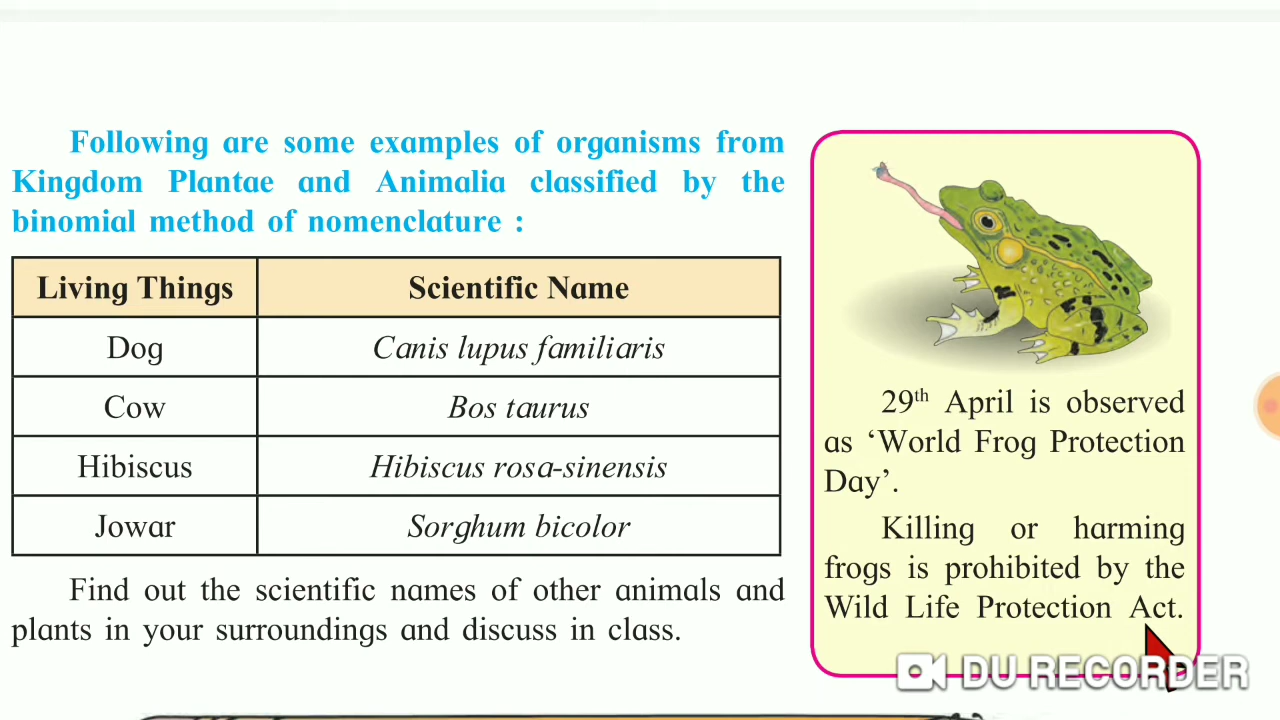 Following are some examples of organisms from
Kingdom Plantae and Animalia classified by the
binomial method of nomenclature :
Living Things Scientific Name
Dog Canis lupus familiaris
Cow Bos taurus
Hibiscus Hibiscus rosa-sinensis
Jowar Sorghum bicolor
Find out the scientific names of other animals and
plants in your surroundings and discuss in class.
29th April is observed
as ‘World Frog Protection
Day’.
Killing or harming
frogs is prohibited by the
Wild Life Protection Act.
DU RECORDER